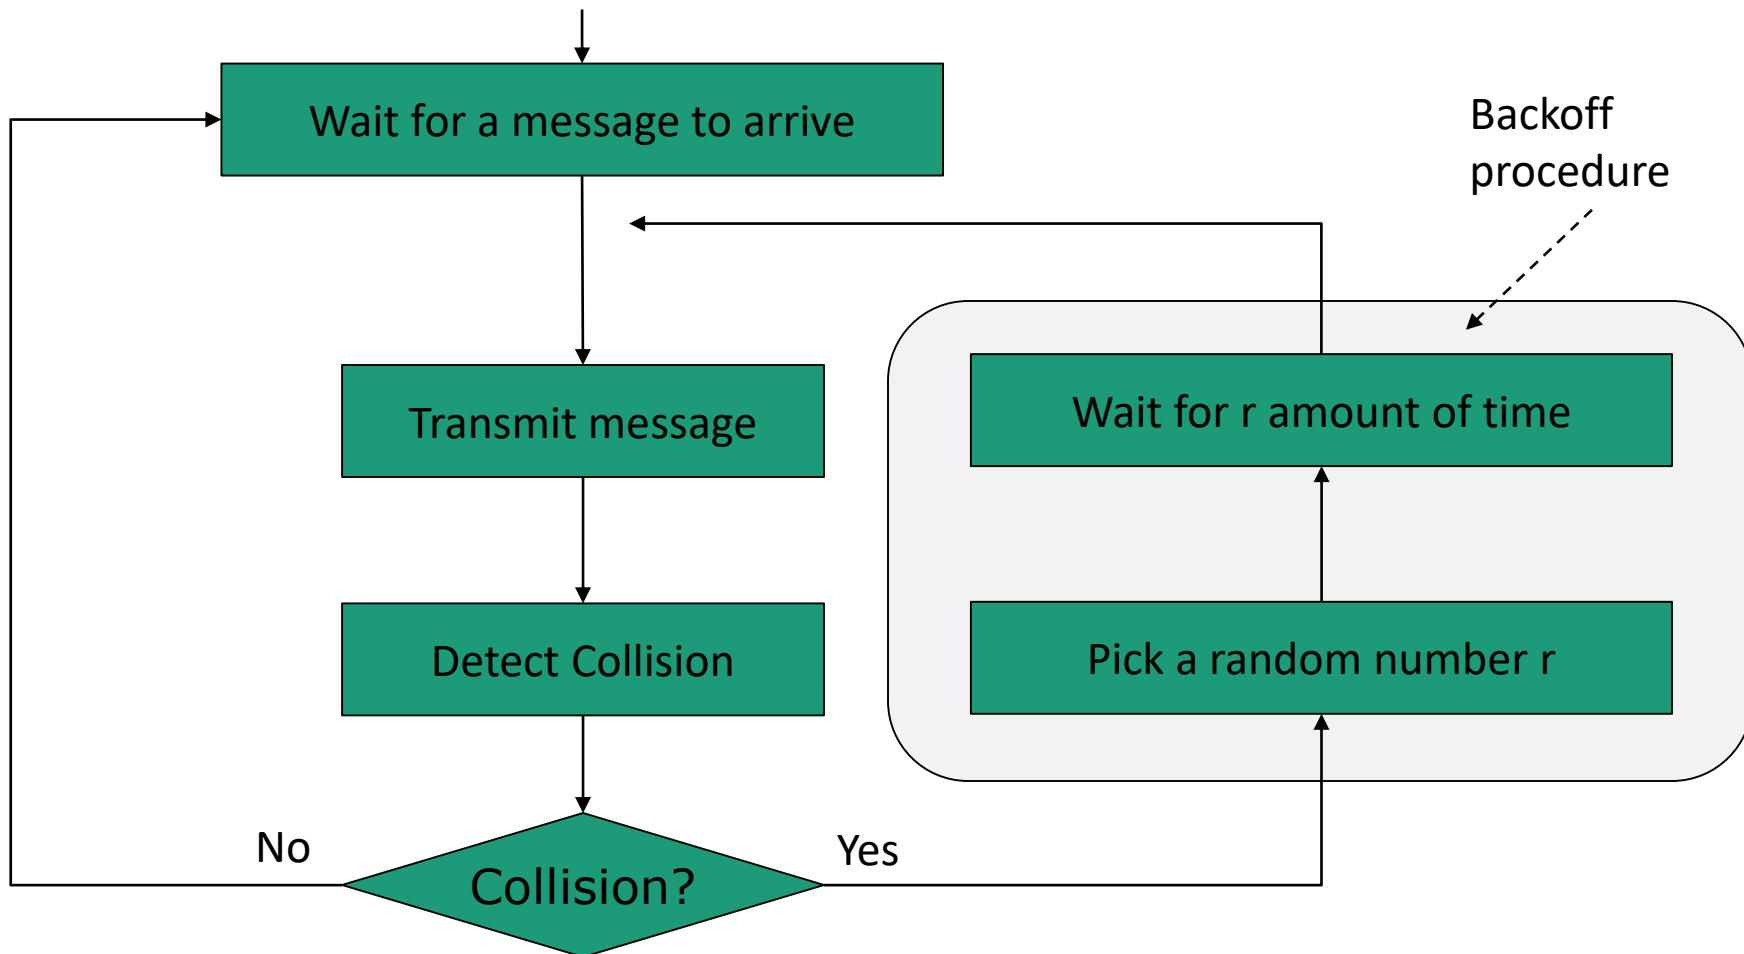 Wait for a message to arrive
Backoff
procedure
Transmit message
Wait for r amount of time
Detect Collision
Pick a random number r
No
Yes
Collision?